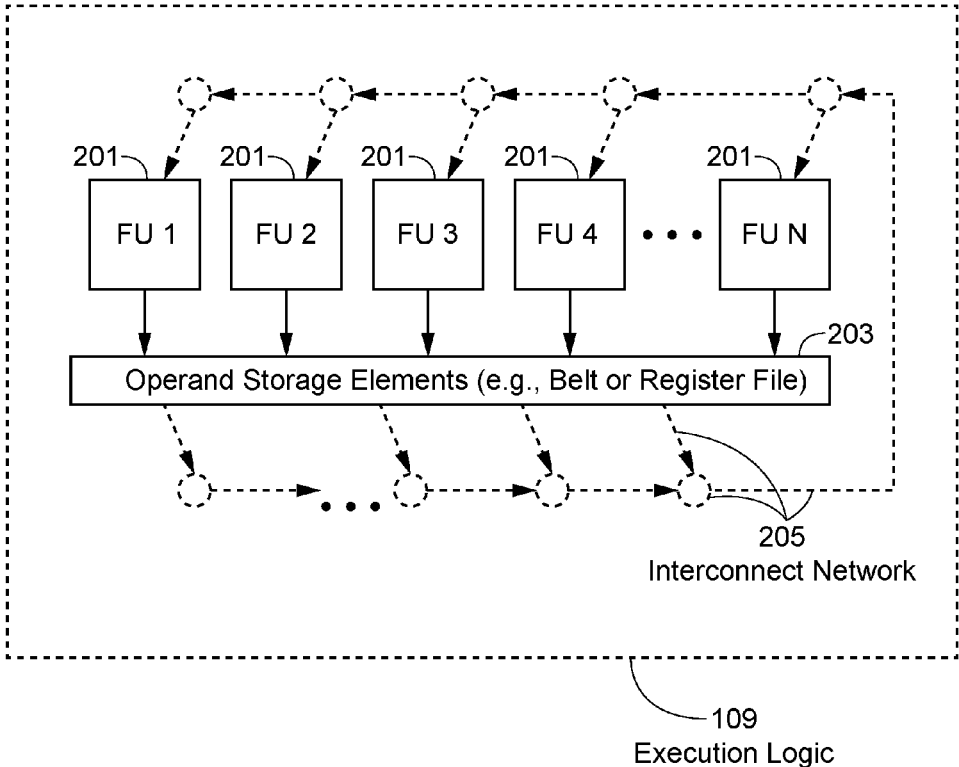 201 201 201 201 201
FU 1 FU 2 FU 3 FU 4 • • • FU N
203
Operand Storage Elements (e.g., Belt or Register File)
• • •
205
Interconnect Network
109
Execution Logic